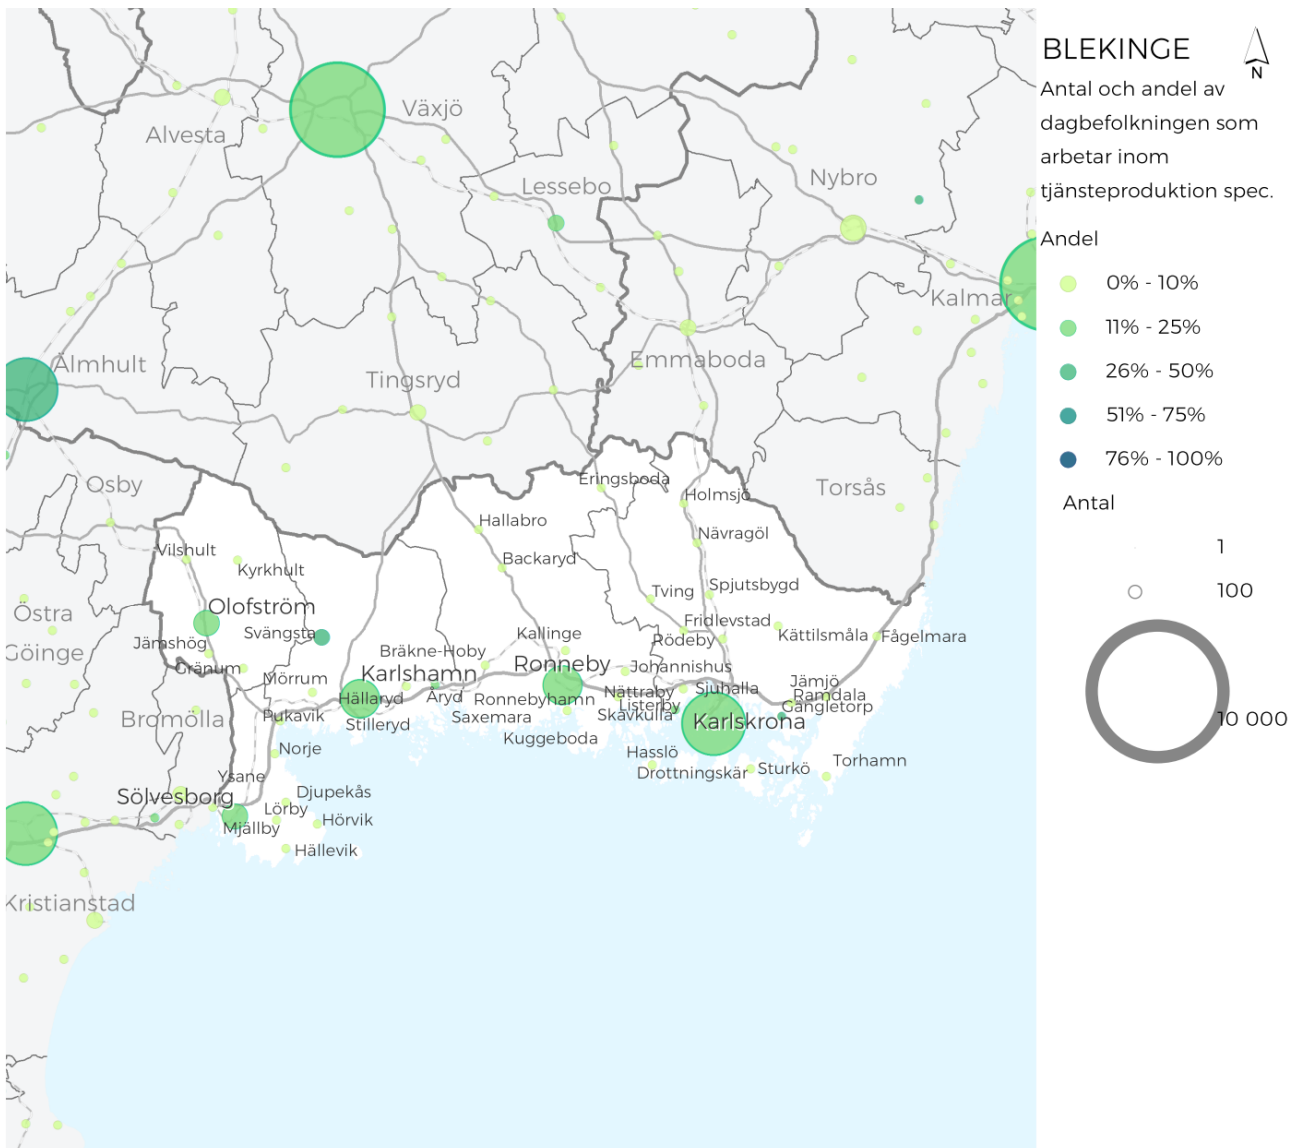 BLEKINGE
N
Antal och andel av
dagbefolkningen som
arbetar inom
tjänsteproduktion spec.
Andel
0% - 10%
11% - 25%
26% - 50%
51% - 75%
76% - 100%
Antal
1
100
10 000
Växjö
Alvesta
Lessebo
Nybro
Kalmar
Älmhult
Emmaboda
Tingsryd
Osby
Eringsboda
Torsås
Holmsjö
Hallabro
Nävragöl
Vilshult
Backaryd
Kyrkhult
Spjutsbygd
Tving
Östra
Göinge
Olofström
Fridlevstad
Svängsta
Kallinge
Rödeby
Kättilsmåla
Fågelmara
Jämshög
Bräkne-Hoby
Gränum
Karlshamn
Ronneby
Johannishus
Mörrum
Jämjö
Sjuhalla
Nättraby
Ramdala
Hällaryd
Åryd
Ronnebyhamn
Listerby
Gängletorp
Bromölla
Pukavik
Stilleryd
Saxemara
Skavkulla
Karlskrona
Kuggeboda
Norje
Hasslö
Torhamn
Drottningskär
Sturkö
Ysane
Sölvesborg
Djupekås
Lörby
Hörvik
Mjällby
Hällevik
Kristianstad